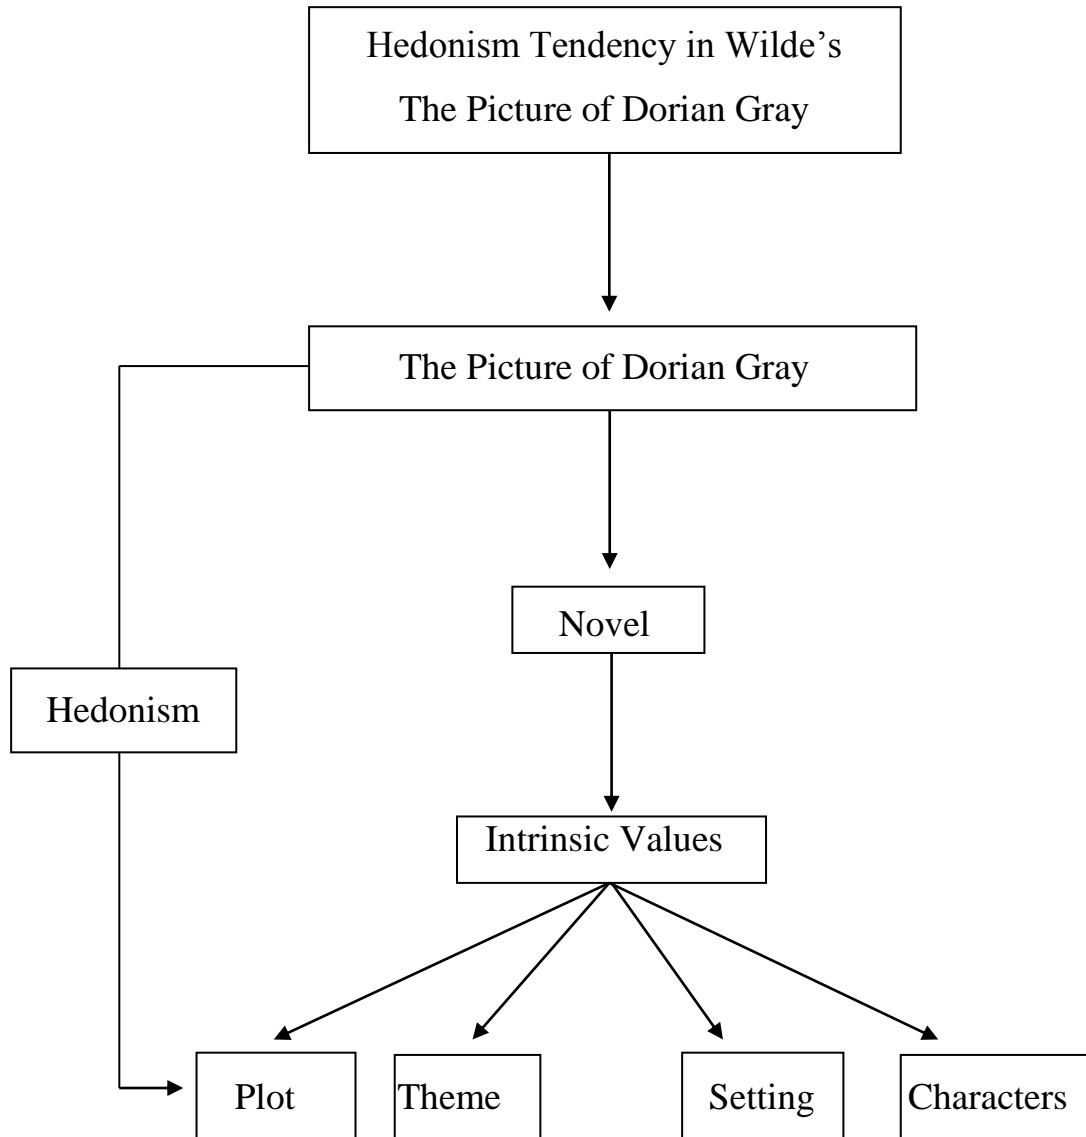 Hedonism Tendency in Wilde’s
The Picture of Dorian Gray
The Picture of Dorian Gray
Novel
Hedonism
Intrinsic Values
Plot
Theme
Setting
Characters